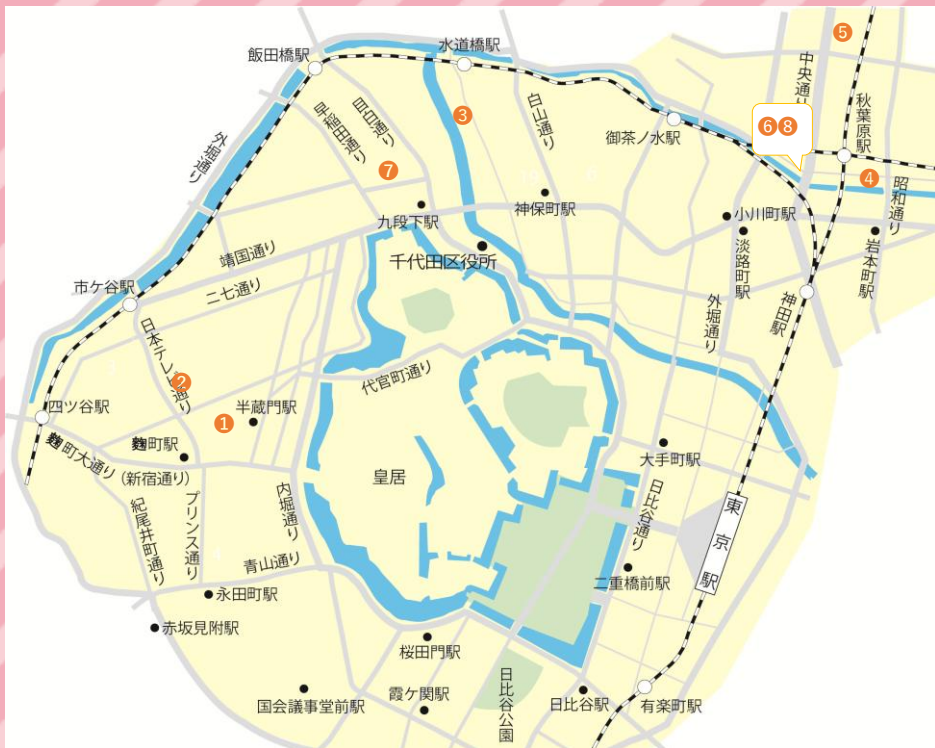 水道橋駅
飯田橋駅
❺
中央通り
外堀通り
早稲田通り
目白通り
❸
白山通り
御茶ノ水駅
❻❽
秋葉原駅
❼
❹
昭和通り
九段下駅
神保町駅
小川町駅
淡路町駅
岩本町駅
千代田区役所
靖国通り
二七通り
市ケ谷駅
外堀通り
神田駅
日本テレビ通り
❷
代官町通り
四ツ谷駅
❶
半蔵門駅
麴町駅
麴町大通り(新宿通り)
大手町駅
皇居
内堀通り
日比谷通り
プリンス通り
紀尾井町通り
東京駅
青山通り
二重橋前駅
永田町駅
赤坂見附駅
桜田門駅
日比谷公園
国会議事堂前駅
霞ケ関駅
日比谷駅
有楽町駅